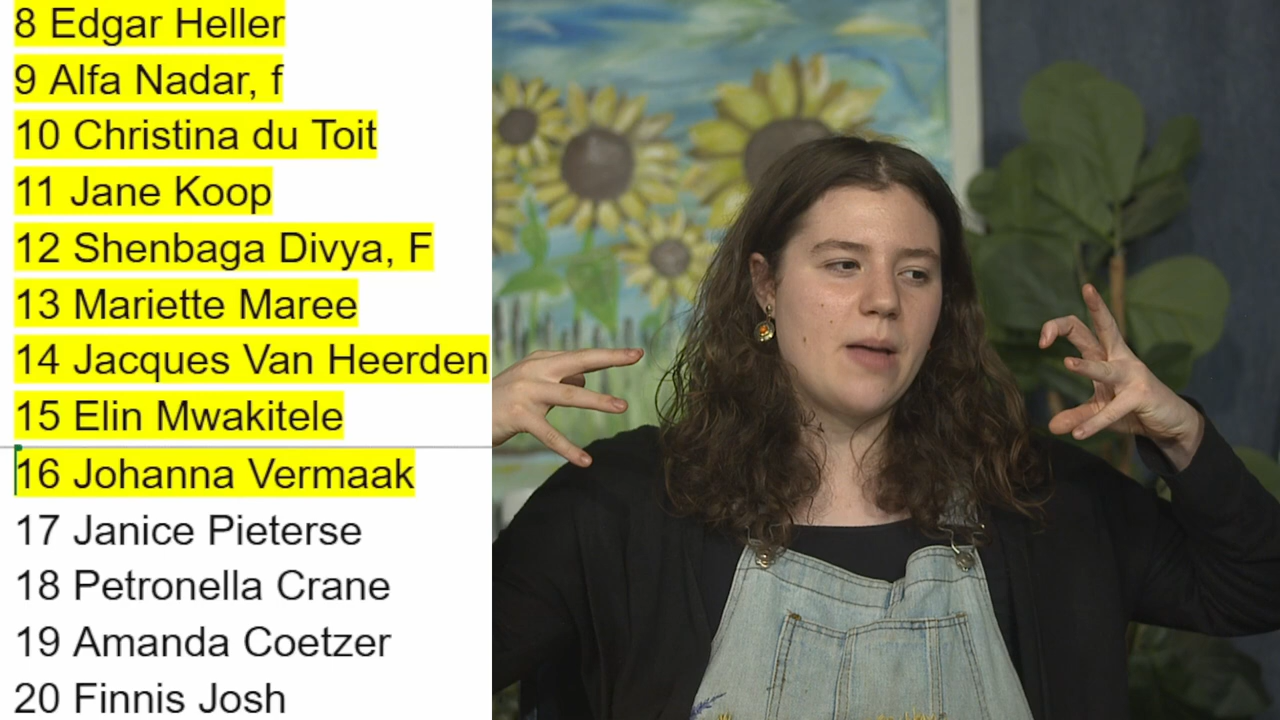 8 Edgar Heller
9 Alfa Nadar, f
10 Christina du Toit
11 Jane Koop
12 Shenbaga Divya, F
13 Mariette Maree
14 Jacques Van Heerden
15 Elin Mwakitele
16 Johanna Vermaak
17 Janice Pieterse
18 Petronella Crane
19 Amanda Coetzer
20 Finnis Josh